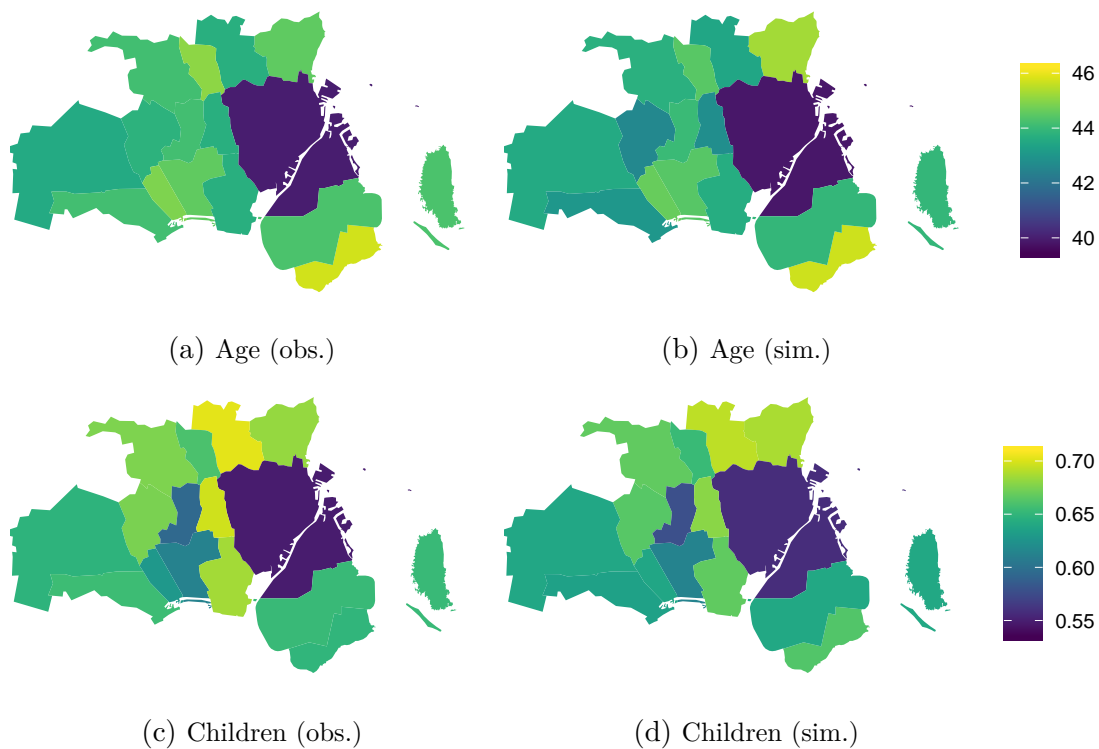 46
44
42
40
(a) Age (obs.)
(b) Age (sim.)
0.70
0.65
0.60
0.55
(c) Children (obs.)
(d) Children (sim.)